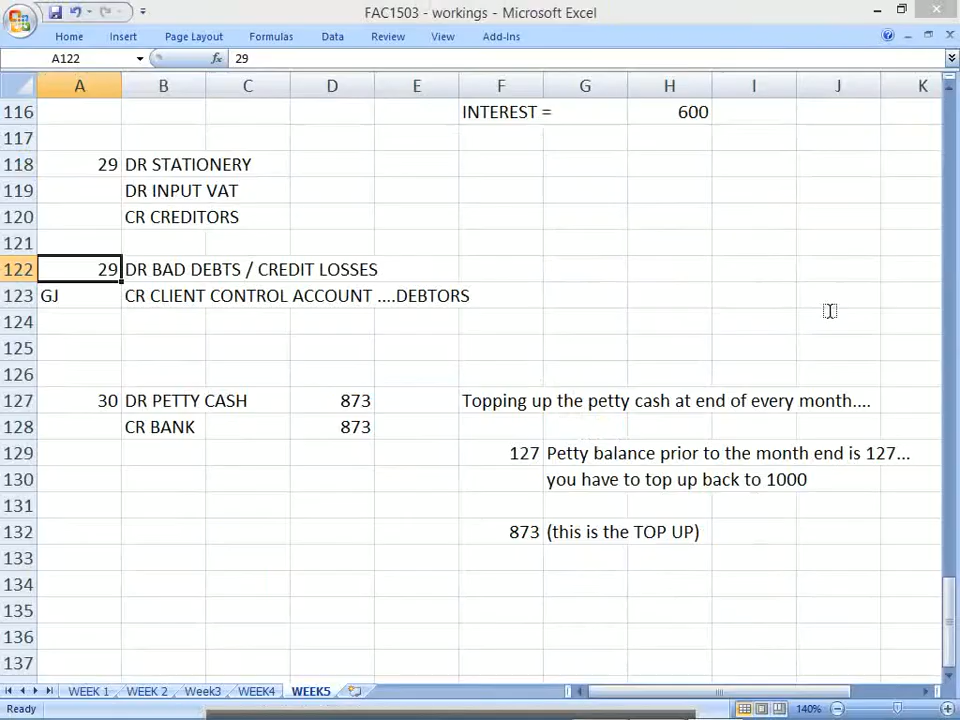 FAC1503 - workings - Microsoft Excel
Home Insert Page Layout Formulas Data Review View Add-Ins
A122 fx 29
A B C D E F G H I J K
116 INTEREST = 600
117
118 29 DR STATIONERY
119 DR INPUT VAT
120 CR CREDITORS
121
122 29 DR BAD DEBTS / CREDIT LOSSES
123 GJ CR CLIENT CONTROL ACCOUNT ....DEBTORS
124
125
126
127 30 DR PETTY CASH 873 Topping up the petty cash at end of every month....
128 CR BANK 873
129 127 Petty balance prior to the month end is 127...
130 you have to top up back to 1000
131
132 873 (this is the TOP UP)
133
134
135
136
137
WEEK 1 WEEK 2 Week3 WEEK4 WEEK5
Ready 140%